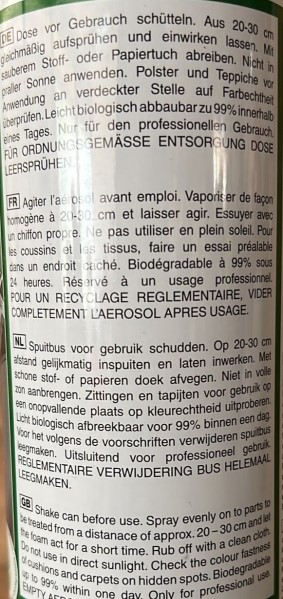 DE Dose vor Gebrauch schütteln. Aus 20-30 cm
gleichmäßig aufsprühen und einwirken lassen. Mit
sauberem Stoff- oder Papiertuch abreiben. Nicht in
praller Sonne anwenden. Polster und Teppiche vor
Anwendung an verdeckter Stelle auf Farbechtheit
überprüfen. Leicht biologisch abbaubar zu 99% innerhalb
eines Tages. Nur für den professionellen Gebrauch.
FÜR ORDNUNGSGEMÄSSE ENTSORGUNG DOSE
LEERSPRÜHEN.
FR Agiter l'aérosol avant emploi. Vaporiser de façon
homogène à 20-30 cm et laisser agir. Essuyer avec
un chiffon propre. Ne pas utiliser en plein soleil. Pour
les coussins et les tissus, faire un essai préalable
dans un endroit caché. Biodégradable à 99% sous
24 heures. Réservé à un usage professionnel.
POUR UN RECYCLAGE REGLEMENTAIRE, VIDER
COMPLETEMENT L'AEROSOL APRES USAGE.
NL Spuitbus voor gebruik schudden. Op 20-30 cm
afstand gelijkmatig inspuiten en laten inwerken. Met
schone stof- of papieren doek afvegen. Niet in volle
zon aanbrengen. Zittingen en tapijten voor gebruik op
een onopvallende plaats op kleurechtheid uitproberen.
Licht biologisch afbreekbaar voor 99% binnen een dag.
Voor het volgens de voorschriften verwijderen spuitbus
leegmaken. Uitsluitend voor professioneel gebruik.
REGLEMENTAIRE VERWIJDERING BUS HELEMAAL
LEEGMAKEN.
GB Shake can before use. Spray evenly on to parts to
be treated from a distanace of approx. 20–30 cm and let
the foam act for a short time. Rub off with a clean cloth.
Do not use in direct sunlight. Check the colour fastness
of cushions and carpets on hidden spots. Biodegradable
up to 99% within one day. Only for professional use.
EMPTY